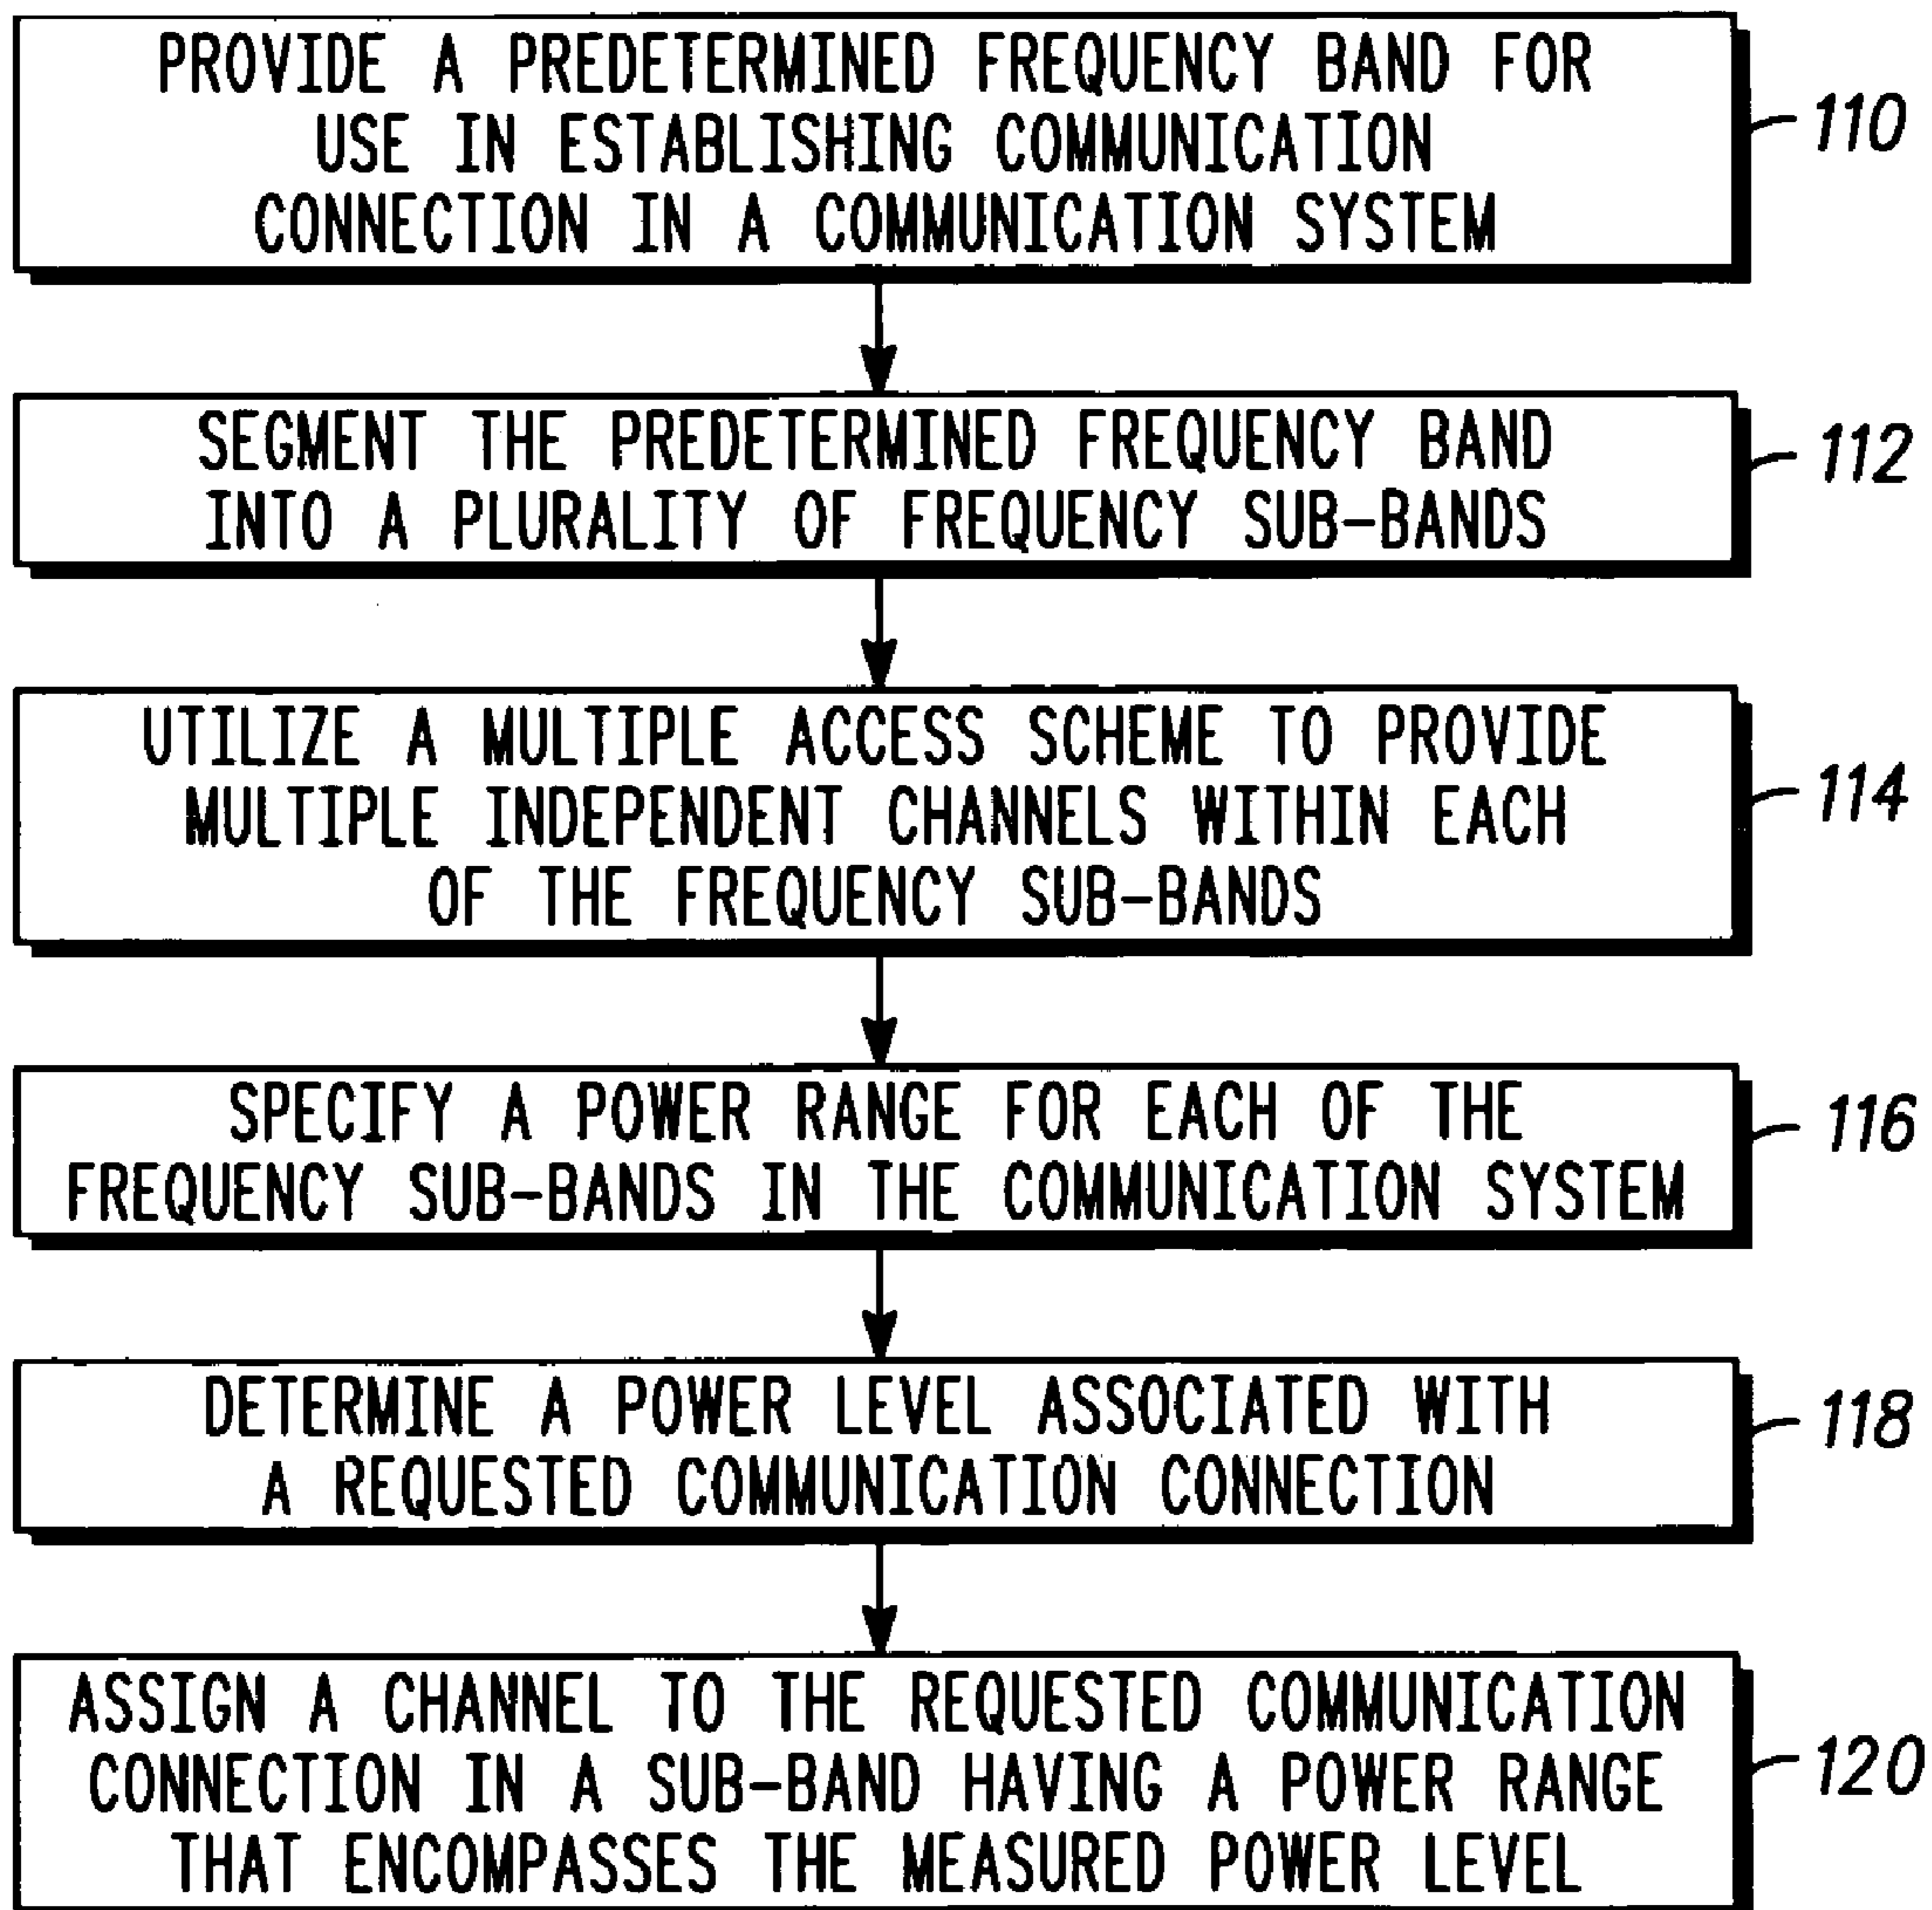 PROVIDE A PREDETERMINED FREQUENCY BAND FOR
USE IN ESTABLISHING COMMUNICATION
CONNECTION IN A COMMUNICATION SYSTEM
110
SEGMENT THE PREDETERMINED FREQUENCY BAND
INTO A PLURALITY OF FREQUENCY SUB-BANDS
112
UTILIZE A MULTIPLE ACCESS SCHEME TO PROVIDE
MULTIPLE INDEPENDENT CHANNELS WITHIN EACH
OF THE FREQUENCY SUB-BANDS
114
SPECIFY A POWER RANGE FOR EACH OF THE
FREQUENCY SUB-BANDS IN THE COMMUNICATION SYSTEM
116
DETERMINE A POWER LEVEL ASSOCIATED WITH
A REQUESTED COMMUNICATION CONNECTION
118
ASSIGN A CHANNEL TO THE REQUESTED COMMUNICATION
CONNECTION IN A SUB-BAND HAVING A POWER RANGE
THAT ENCOMPASSES THE MEASURED POWER LEVEL
120